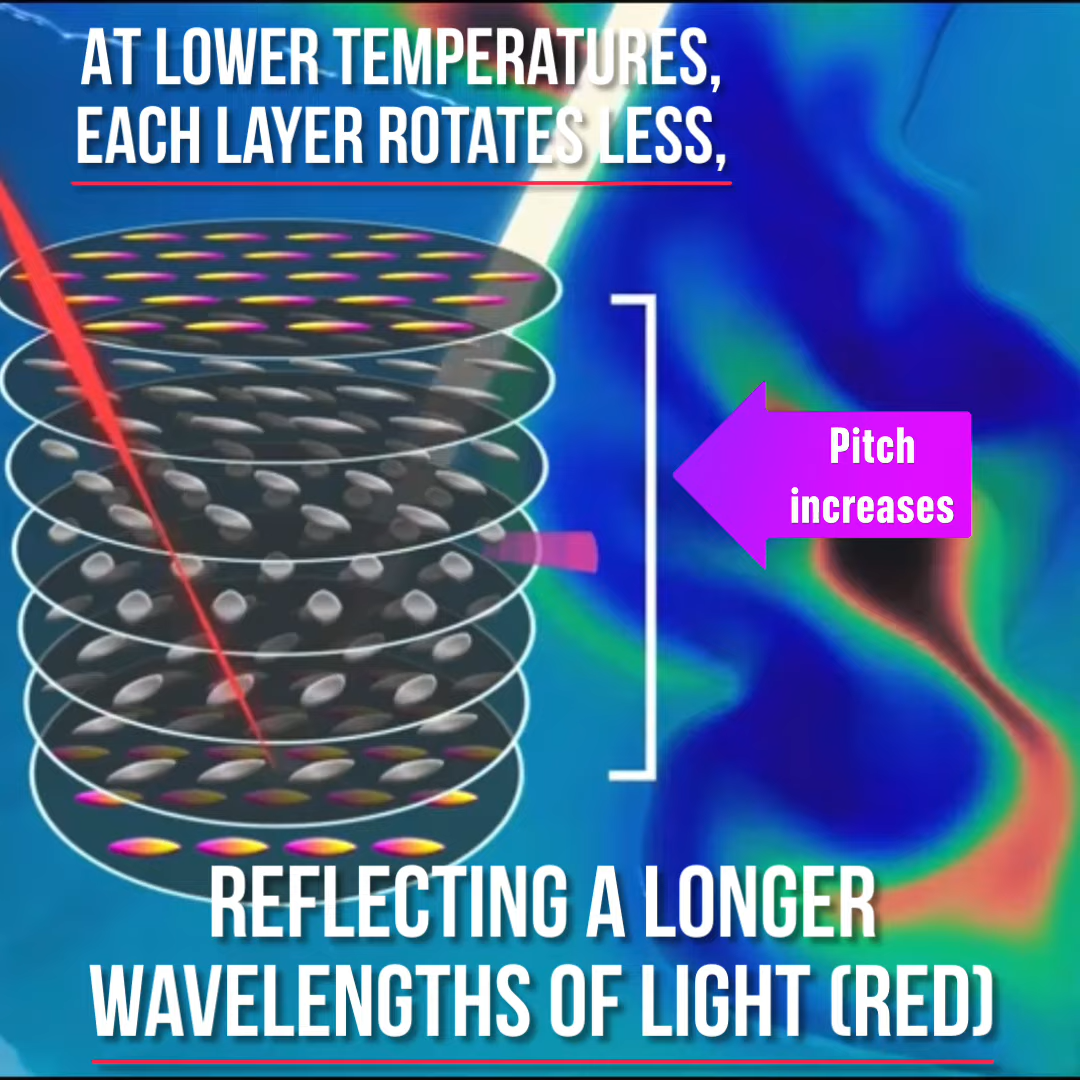 AT LOWER TEMPERATURES,
EACH LAYER ROTATES LESS,
Pitch
increases
REFLECTING A LONGER
WAVELENGTHS OF LIGHT (RED)